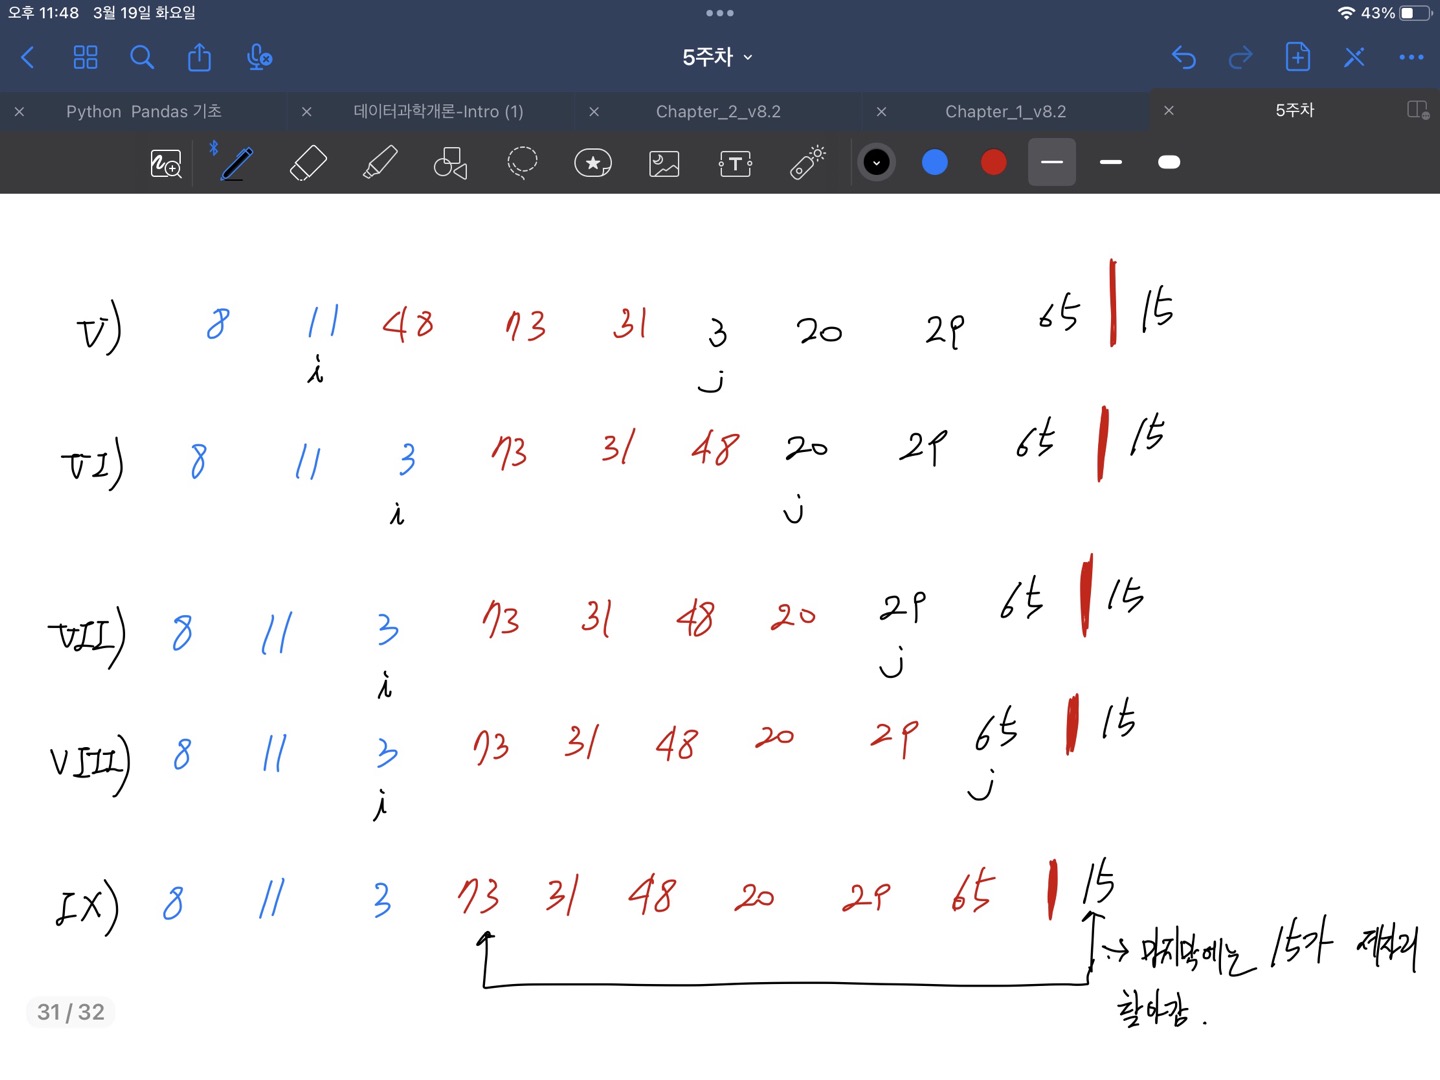 오후 11:48 3월 19일 화요일 43%
5주차
Python Pandas 기초 데이터과학개론-Intro (1) Chapter_2_v8.2 Chapter_1_v8.2 5주차
V) 8 11 48 73 31 3 20 29 65 | 15
i j
VI) 8 11 3 73 31 48 20 29 65 | 15
i j
VII) 8 11 3 73 31 48 20 29 65 | 15
i j
VIII) 8 11 3 73 31 48 20 29 65 | 15
i j
IX) 8 11 3 73 31 48 20 29 65 | 15
→ 마지막에는 15가 제자리
찾아감.
31 / 32